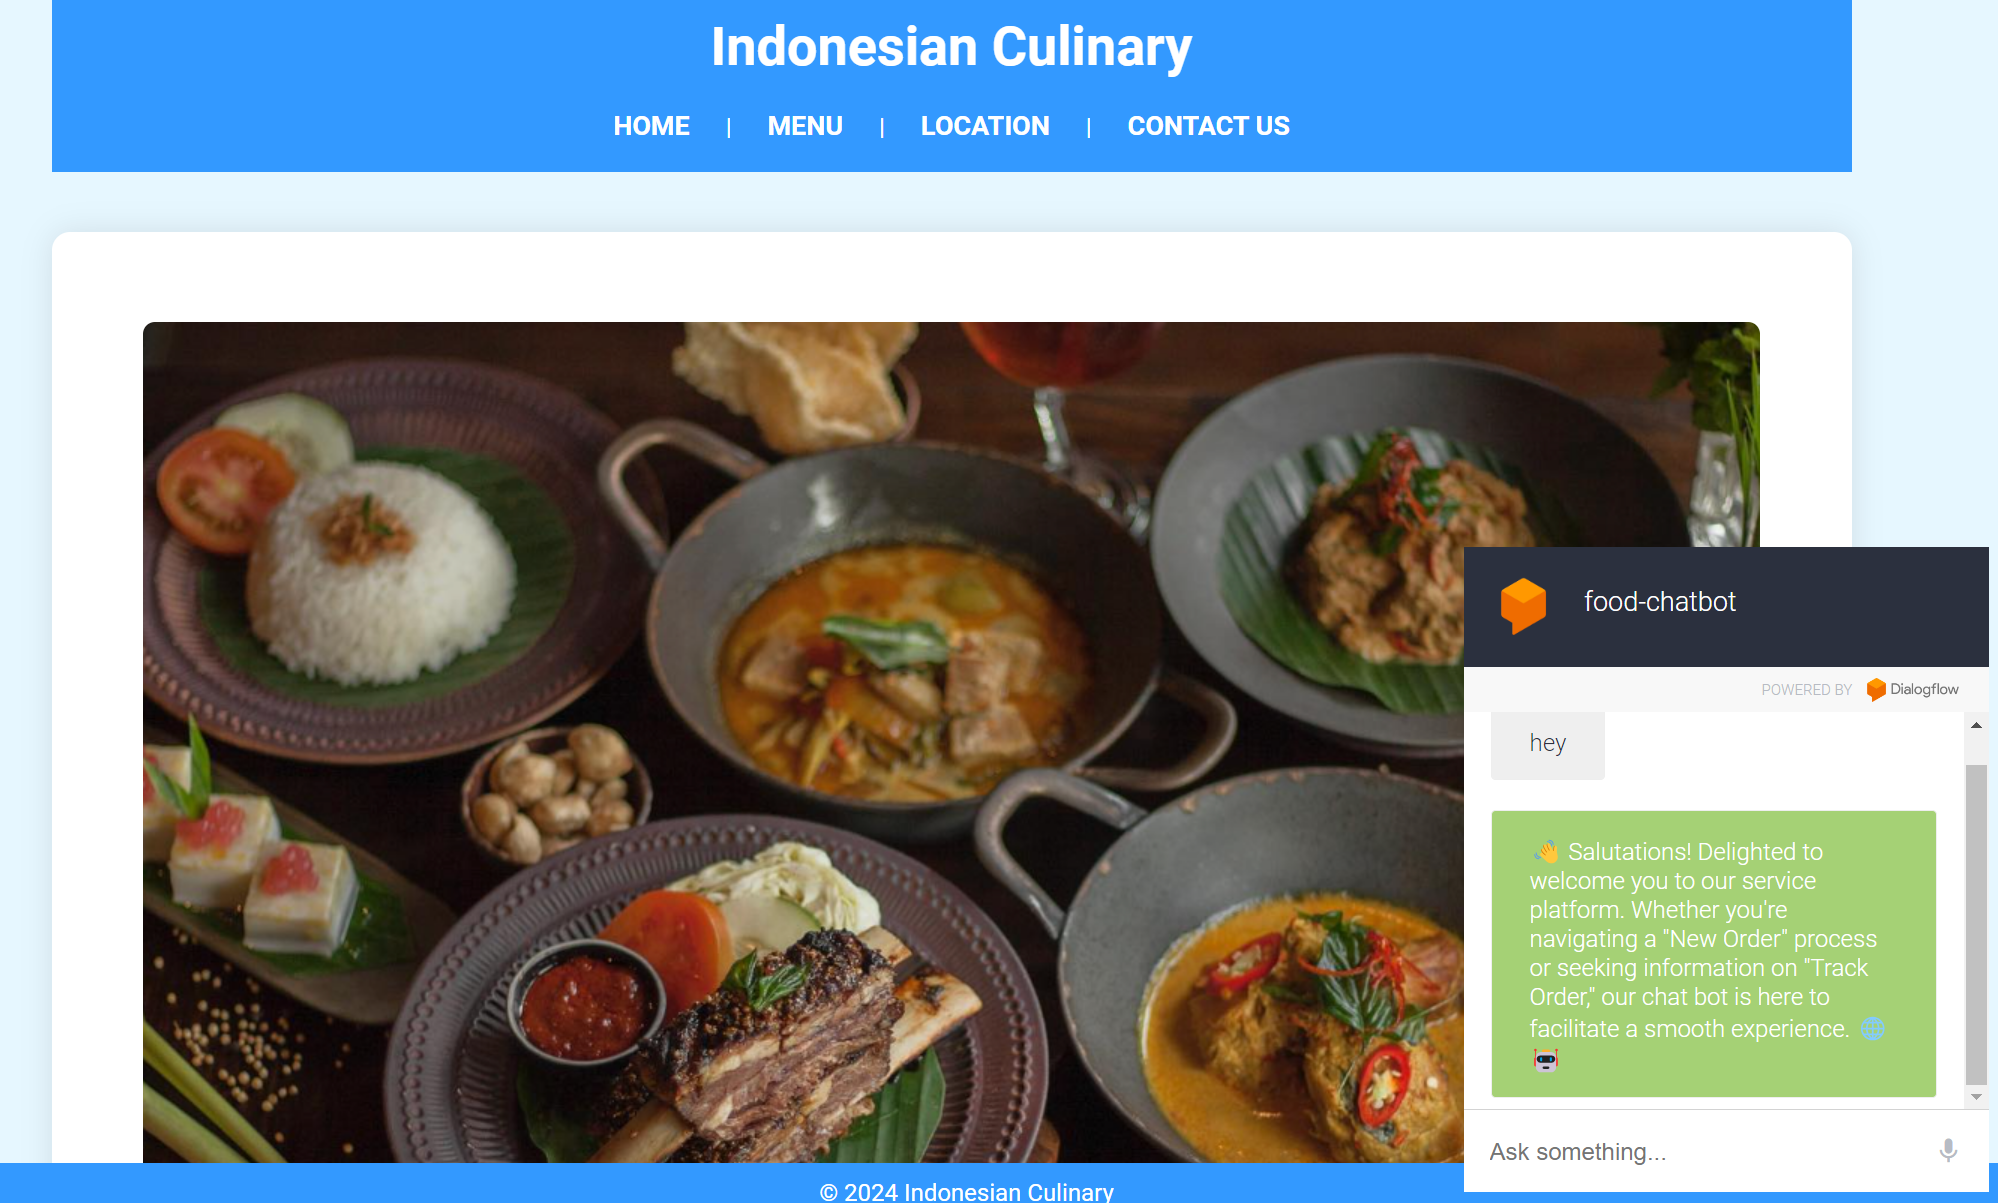 Indonesian Culinary
HOME | MENU | LOCATION | CONTACT US
food-chatbot
POWERED BY Dialogflow
hey
👋 Salutations! Delighted to
welcome you to our service
platform. Whether you're
navigating a "New Order" process
or seeking information on "Track
Order," our chat bot is here to
facilitate a smooth experience. 🌐
🤖
Ask something...
© 2024 Indonesian Culinary